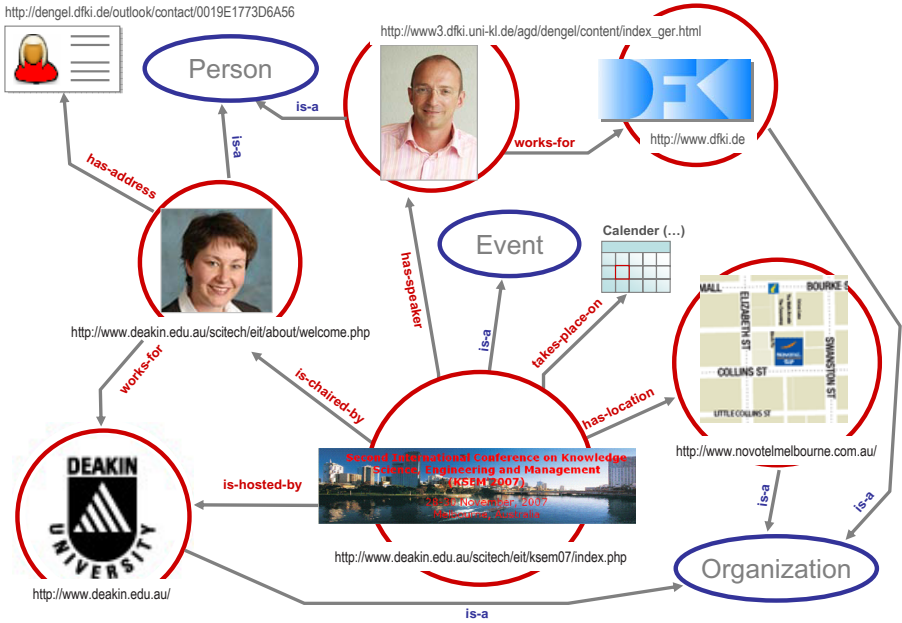 http://dengel.dfki.de/outlook/contact/0019E1773D6A56
http://www3.dfki.uni-kl.de/agd/dengel/content/index_ger.html
Person
is-a
is-a
DFK
http://www.dfki.de
works-for
has-address
Event
Calender (...)
has-speaker
is-a
takes-place-on
MALL
BOURKE S
ELIZABETH ST
NOVOTEL
SWANSTON ST
COLLINS ST
LITTLE COLLINS ST
http://www.deakin.edu.au/scitech/eit/about/welcome.php
works-for
is-chaired-by
has-location
http://www.novotelmelbourne.com.au/
Second International Conference on Knowledge
Science, Engineering and Management
(KSEM 2007)
November, 2007
Melbourne, Australia
is-hosted-by
DEAKIN
UNIVERSITY
http://www.deakin.edu.au/
http://www.deakin.edu.au/scitech/eit/ksem07/index.php
is-a
is-a
Organization
is-a